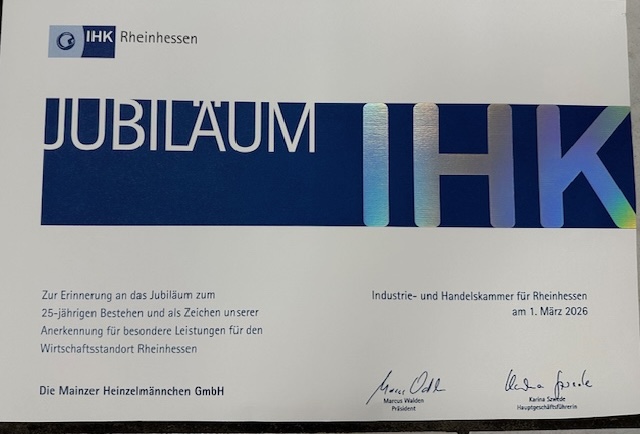 IHK Rheinhessen
JUBILÄUM
IHK
Zur Erinnerung an das Jubiläum zum
25-jährigen Bestehen und als Zeichen unserer
Anerkennung für besondere Leistungen für den
Wirtschaftsstandort Rheinhessen
Die Mainzer Heinzelmännchen GmbH
Industrie- und Handelskammer für Rheinhessen
am 1. März 2026
Marcus Walden
Präsident
Karina Szwede
Hauptgeschäftsführerin